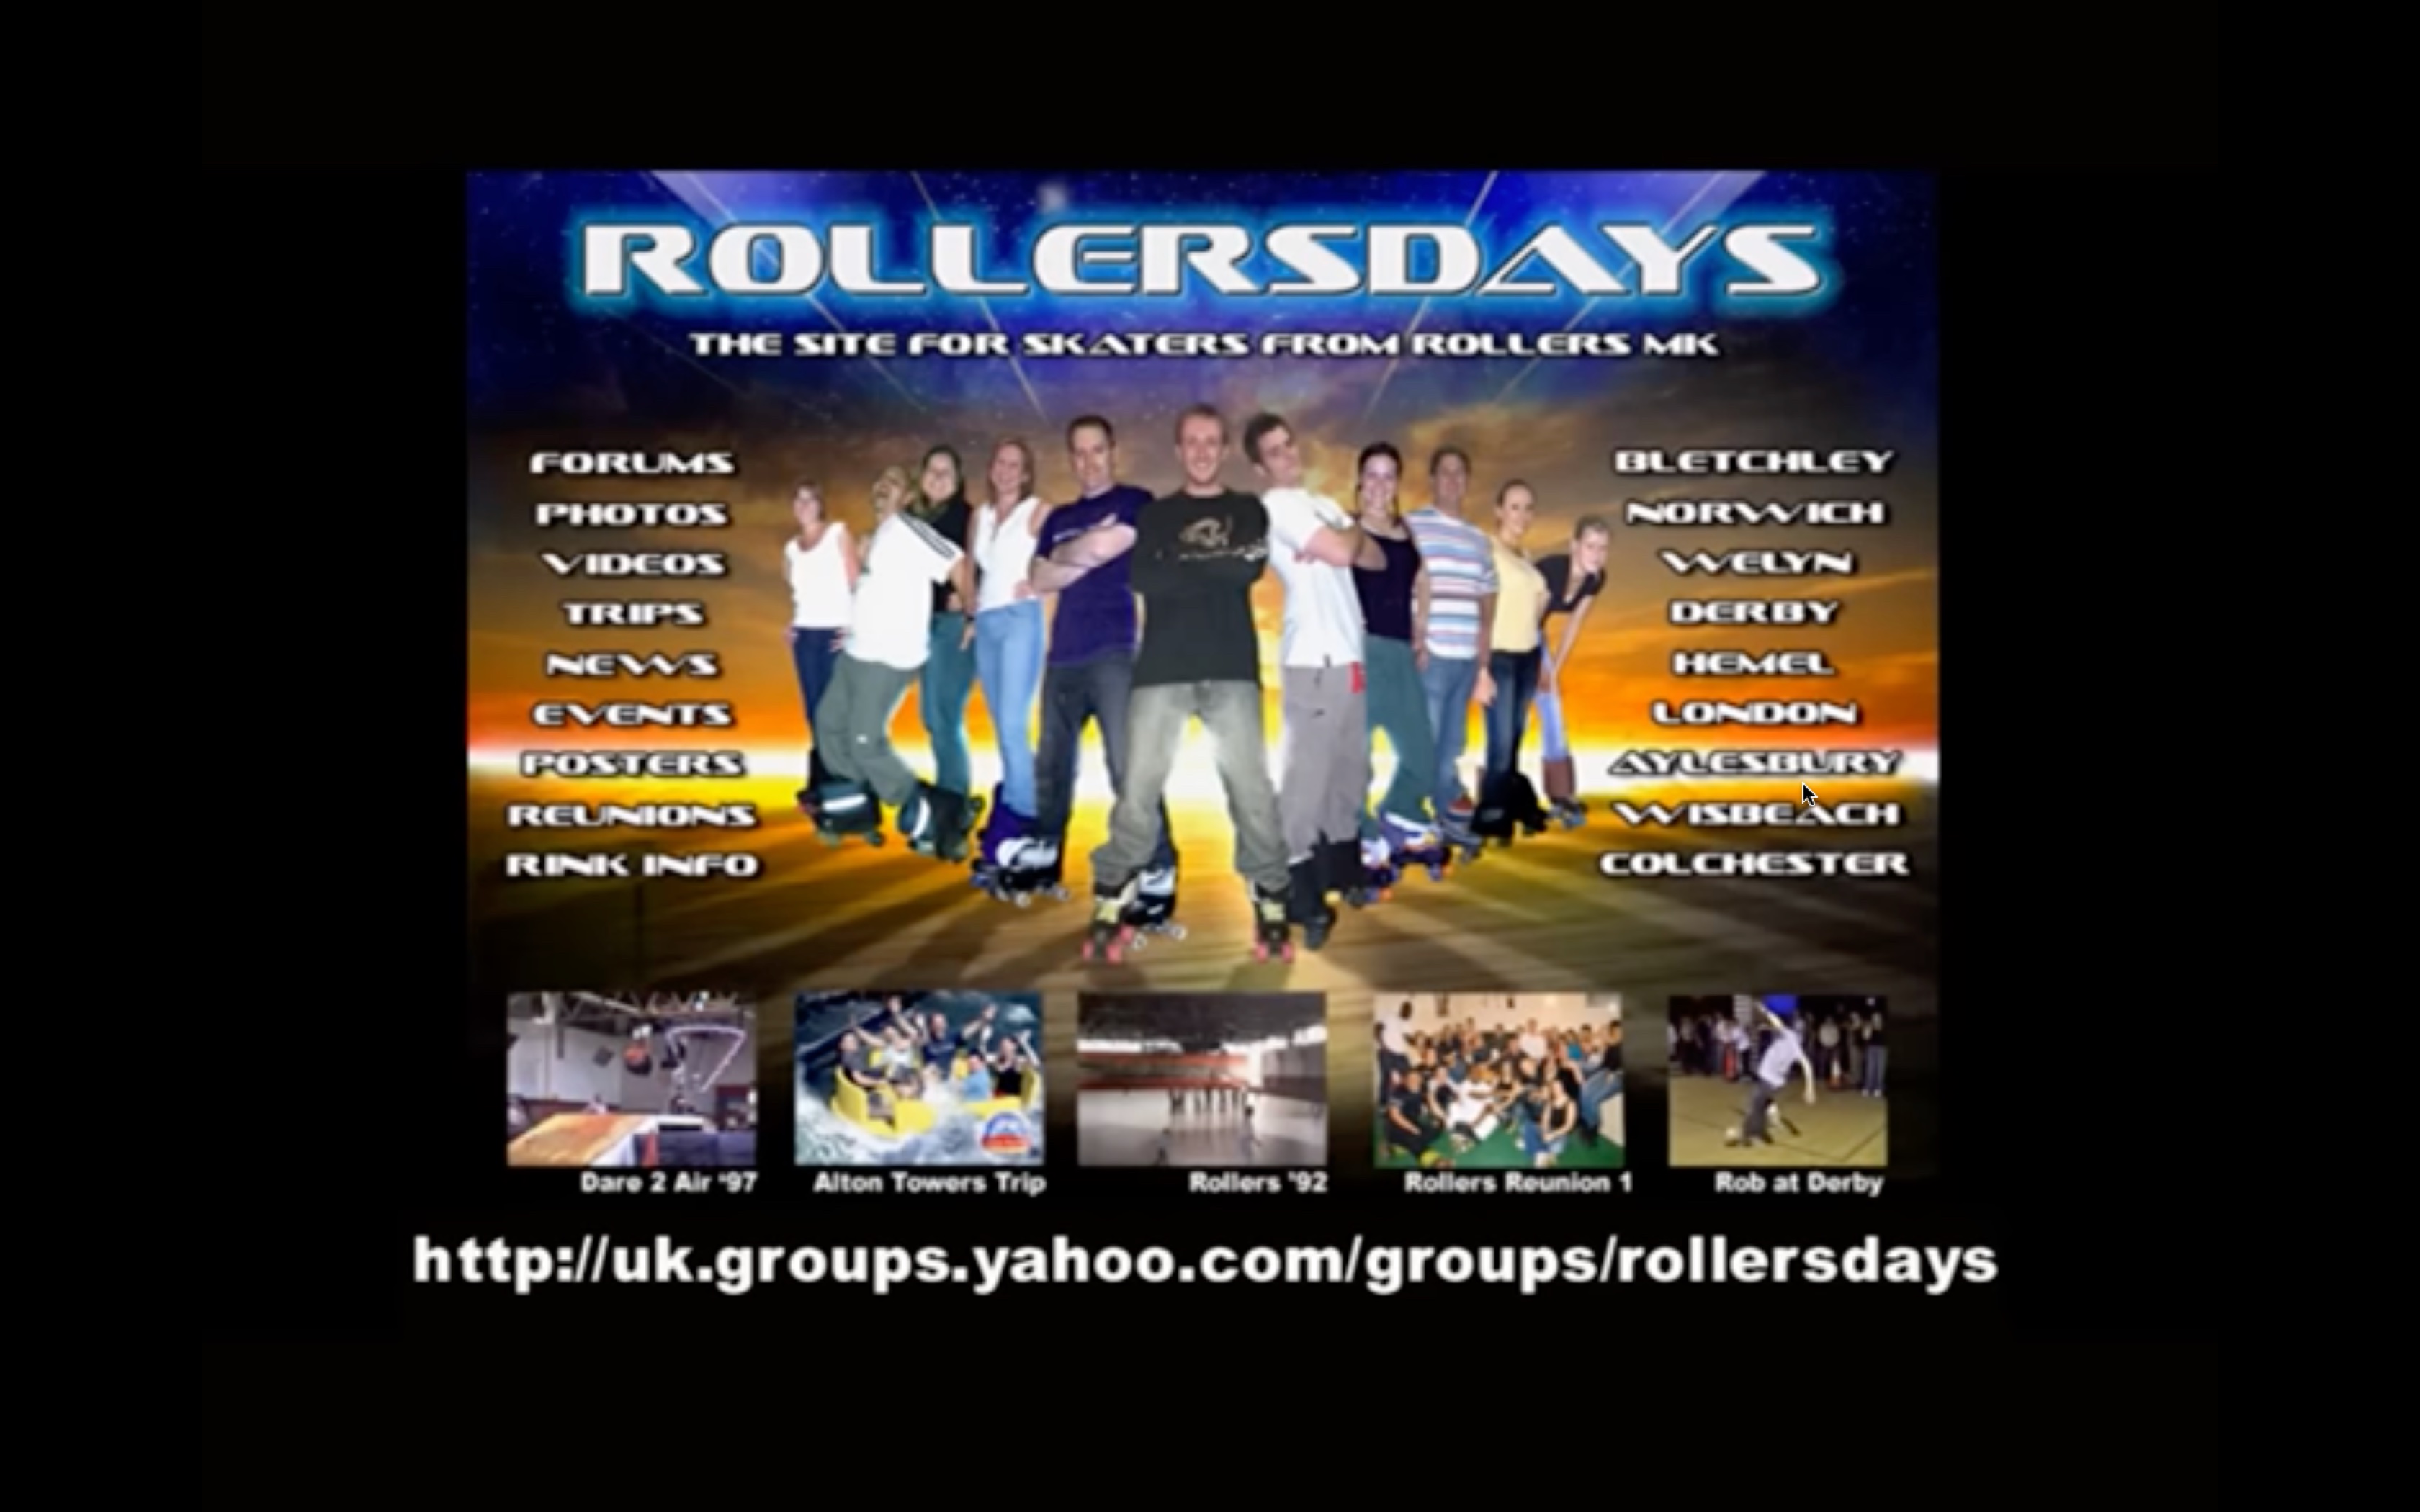 ROLLERSDAYS
THE SITE FOR SKATERS FROM ROLLERS MK
FORUMS
PHOTOS
VIDEOS
TRIPS
NEWS
EVENTS
POSTERS
REUNIONS
RINK INFO
BLETCHLEY
NORWICH
WELYN
DERBY
HEMEL
LONDON
AYLESBURY
WISBEACH
COLCHESTER
Dare 2 Air '97
Alton Towers Trip
Rollers '92
Rollers Reunion 1
Rob at Derby
http://uk.groups.yahoo.com/groups/rollersdays